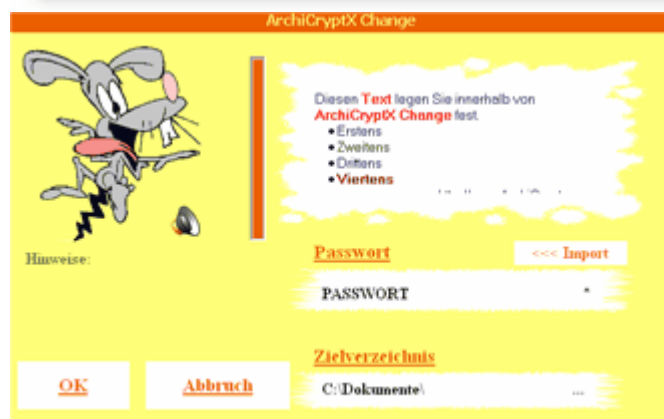 ArchiCryptX Change
Diesen Text legen Sie innerhalb von
ArchiCryptX Change fest.
•Erstens
•Zweitens
•Drittens
•Viertens
Hinweise:
Passwort
<<< Import
PASSWORT *
Zielverzeichnis
OK
Abbruch
C:\Dokumente\ ...